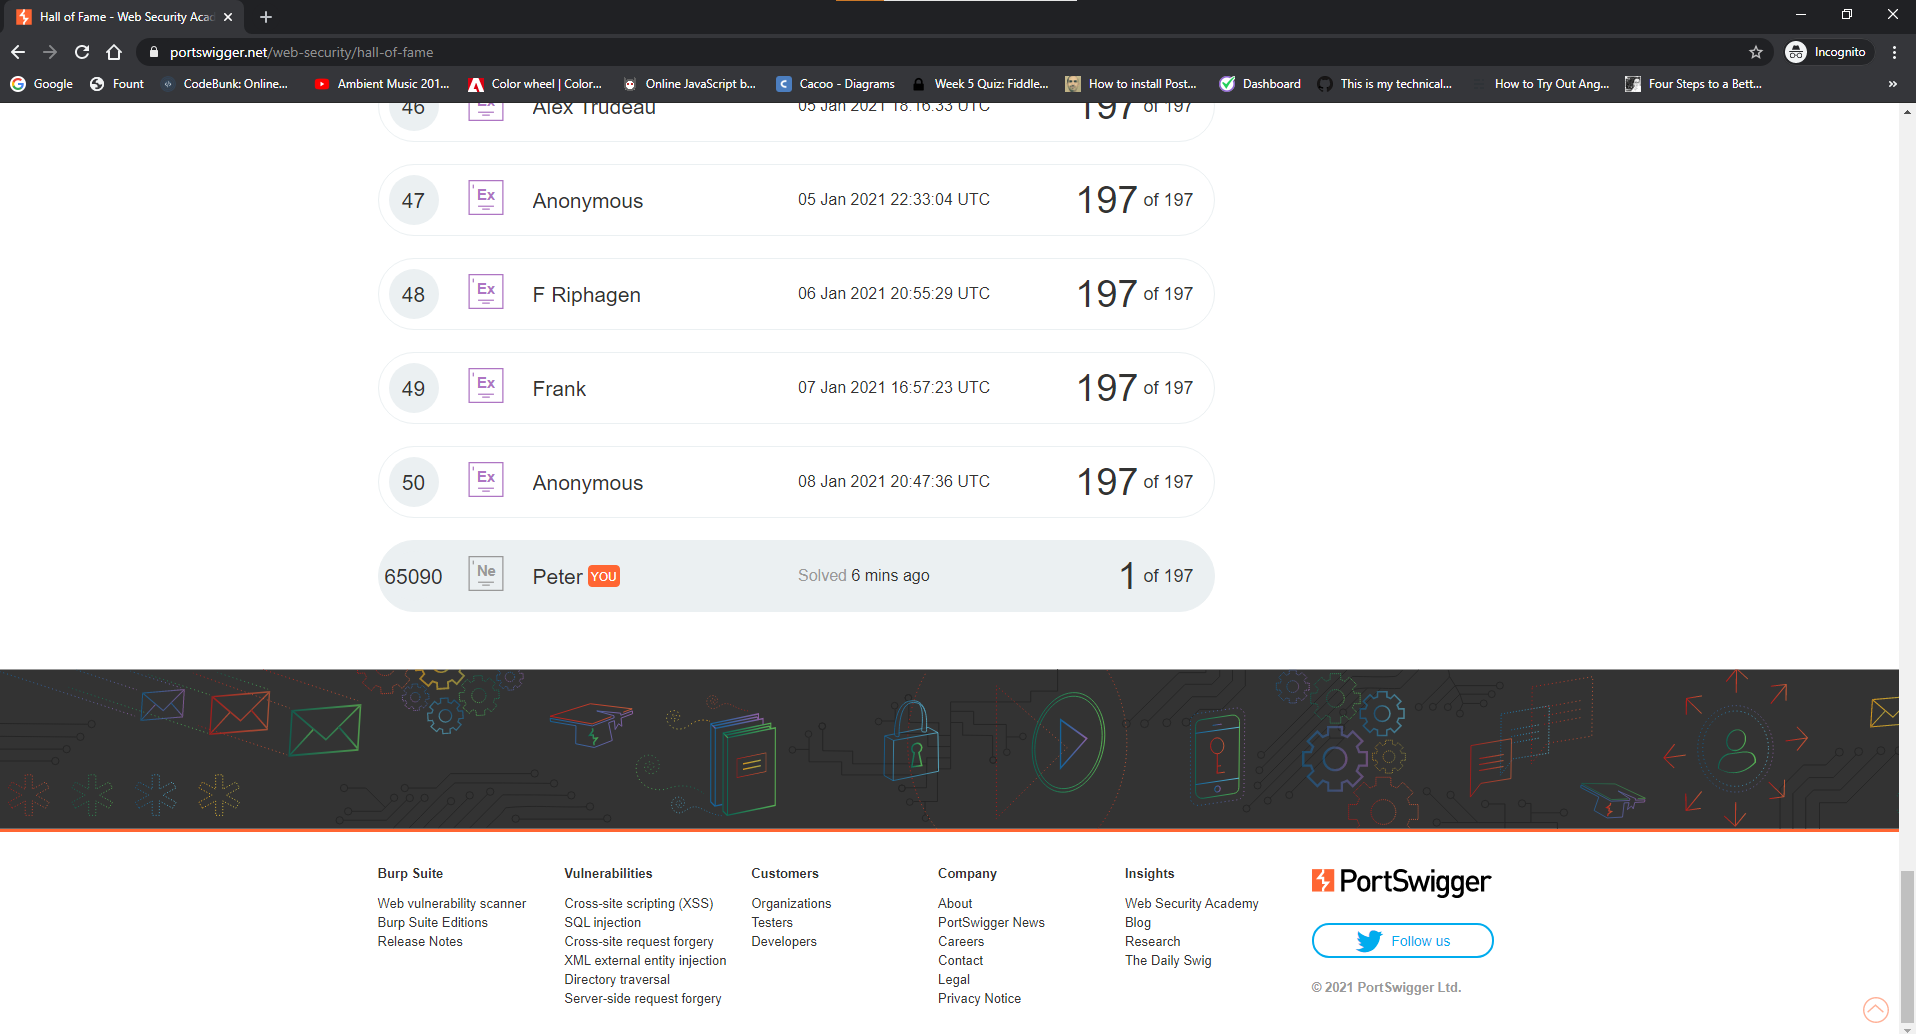 Hall of Fame - Web Security Aca
portswigger.net/web-security/hall-of-fame
Incognito
Google
Fount
CodeBunk: Online...
Ambient Music 201...
Color wheel | Color...
Online JavaScript b...
Cacoo - Diagrams
Week 5 Quiz: Fiddle...
How to install Post...
Dashboard
This is my technical...
How to Try Out Ang...
Four Steps to a Bett...
46 Ex Alex Trudeau 05 Jan 2021 18:16:33 UTC 197 of 197
47 Ex Anonymous 05 Jan 2021 22:33:04 UTC 197 of 197
48 Ex F Riphagen 06 Jan 2021 20:55:29 UTC 197 of 197
49 Ex Frank 07 Jan 2021 16:57:23 UTC 197 of 197
50 Ex Anonymous 08 Jan 2021 20:47:36 UTC 197 of 197
65090 Ne Peter YOU Solved 6 mins ago 1 of 197
Burp Suite
Web vulnerability scanner
Burp Suite Editions
Release Notes
Vulnerabilities
Cross-site scripting (XSS)
SQL injection
Cross-site request forgery
XML external entity injection
Directory traversal
Server-side request forgery
Customers
Organizations
Testers
Developers
Company
About
PortSwigger News
Careers
Contact
Legal
Privacy Notice
Insights
Web Security Academy
Blog
Research
The Daily Swig
PortSwigger
Follow us
© 2021 PortSwigger Ltd.